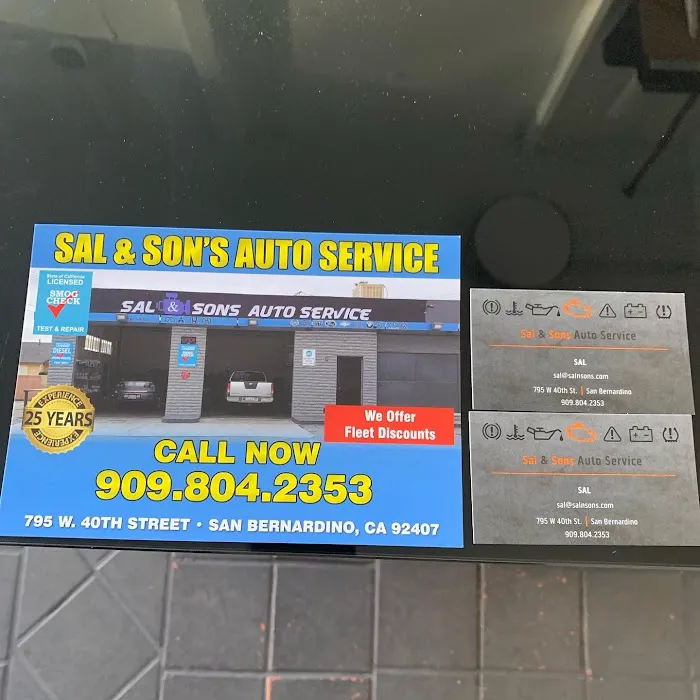 SAL & SON'S AUTO SERVICE
State of California
LICENSED
SMOG
CHECK
TEST & REPAIR
SAL & SONS AUTO SERVICE
DIESEL
EXPERIENCE
25 YEARS
EXPERIENCE
We Offer
Fleet Discounts
CALL NOW
909.804.2353
795 W. 40TH STREET • SAN BERNARDINO, CA 92407
Sal & Sons Auto Service
SAL
sal@salnsons.com
795 W 40th St. | San Bernardino
909.804.2353
Sal & Sons Auto Service
SAL
sal@salnsons.com
795 W 40th St. | San Bernardino
909.804.2353